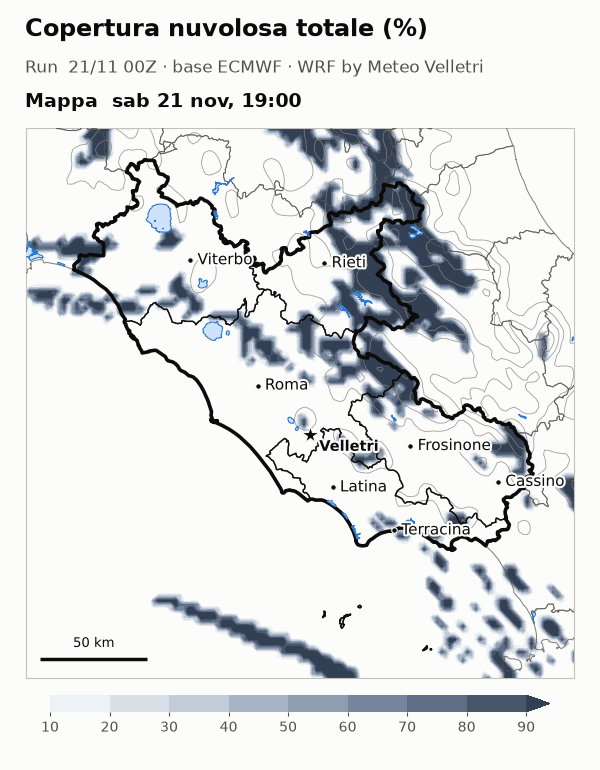 Copertura nuvolosa totale (%)
Run  21/11 00Z · base ECMWF · WRF by Meteo Velletri
Mappa  sab 21 nov, 19:00
Viterbo
Rieti
Roma
Velletri
Frosinone
Latina
Cassino
Terracina
50 km
10 20 30 40 50 60 70 80 90